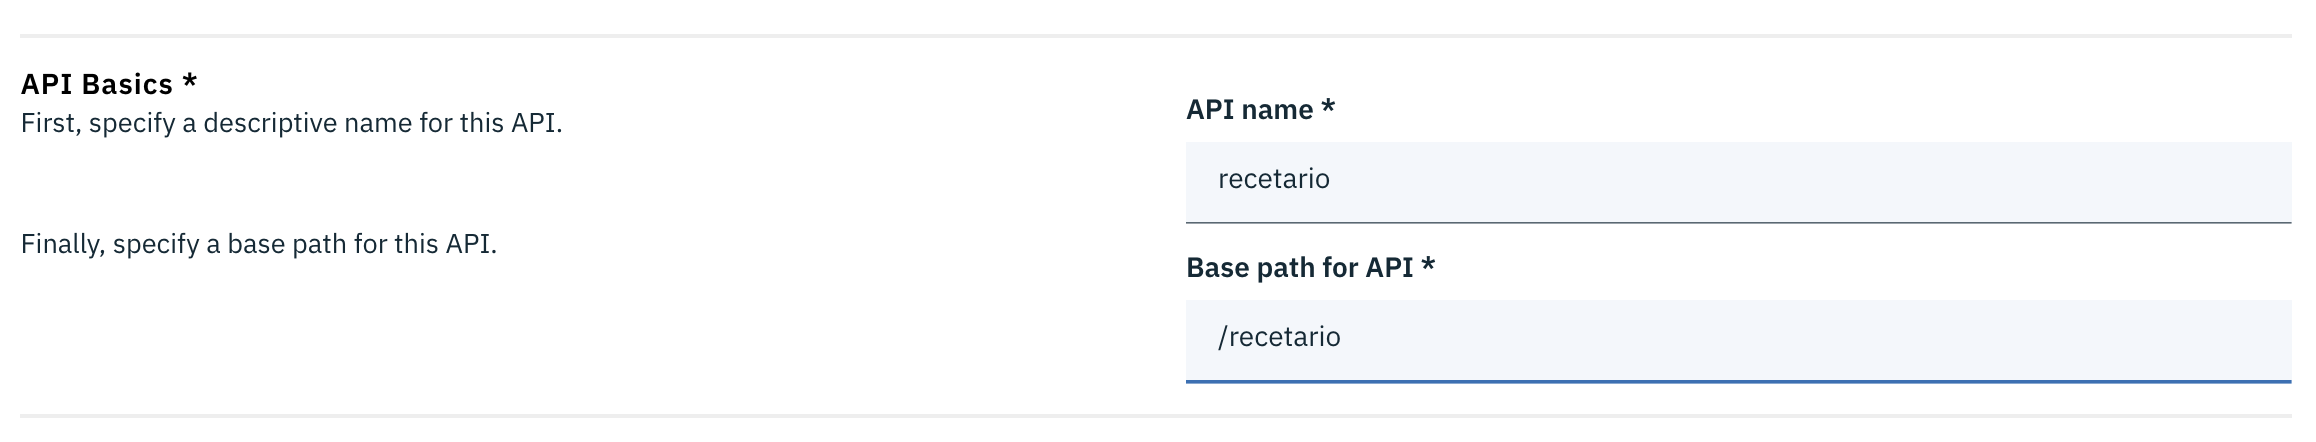 API Basics *
First, specify a descriptive name for this API.
Finally, specify a base path for this API.
API name *
recetario
Base path for API *
/recetario